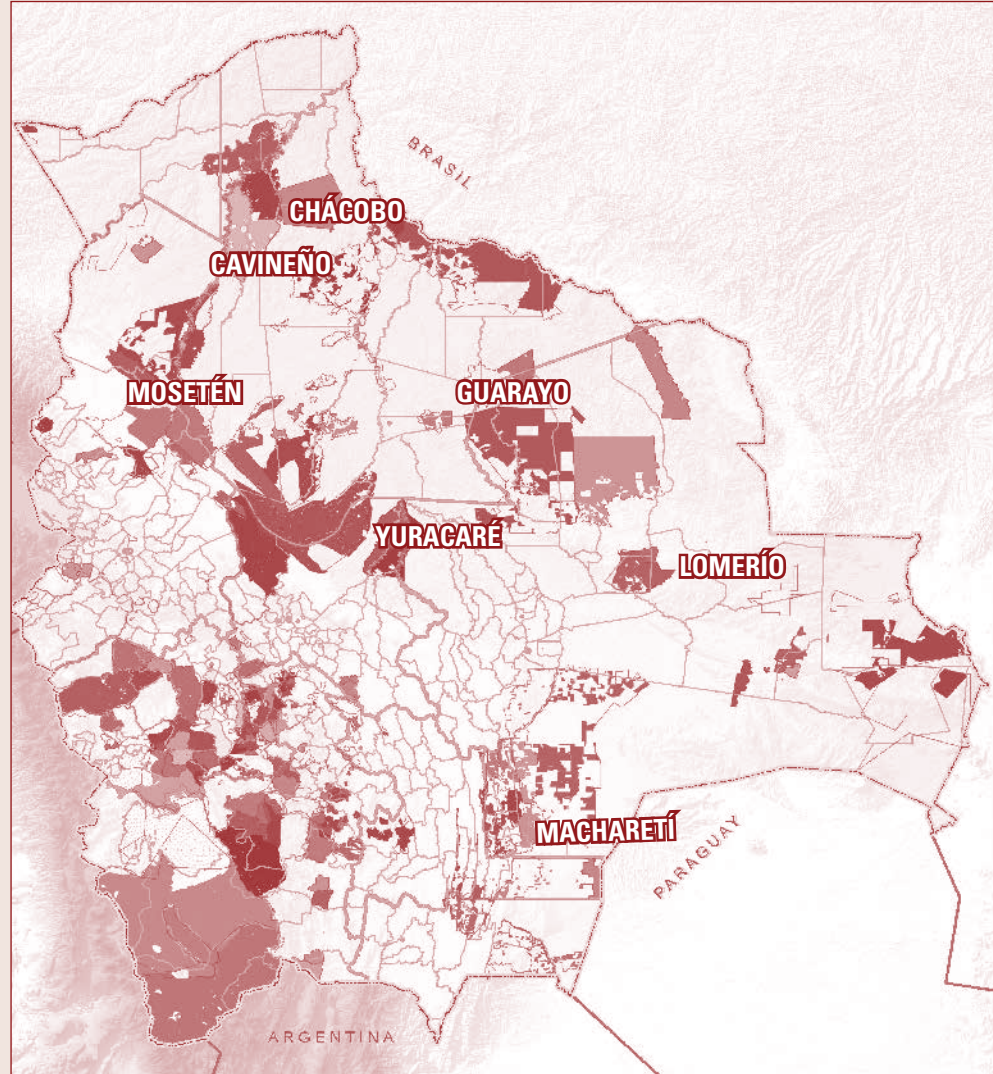 BRASIL
CHÁCOBO
CAVINEÑO
MOSETÉN
GUARAYO
YURACARÉ
LOMERÍO
MACHARETÍ
PARAGUAY
ARGENTINA